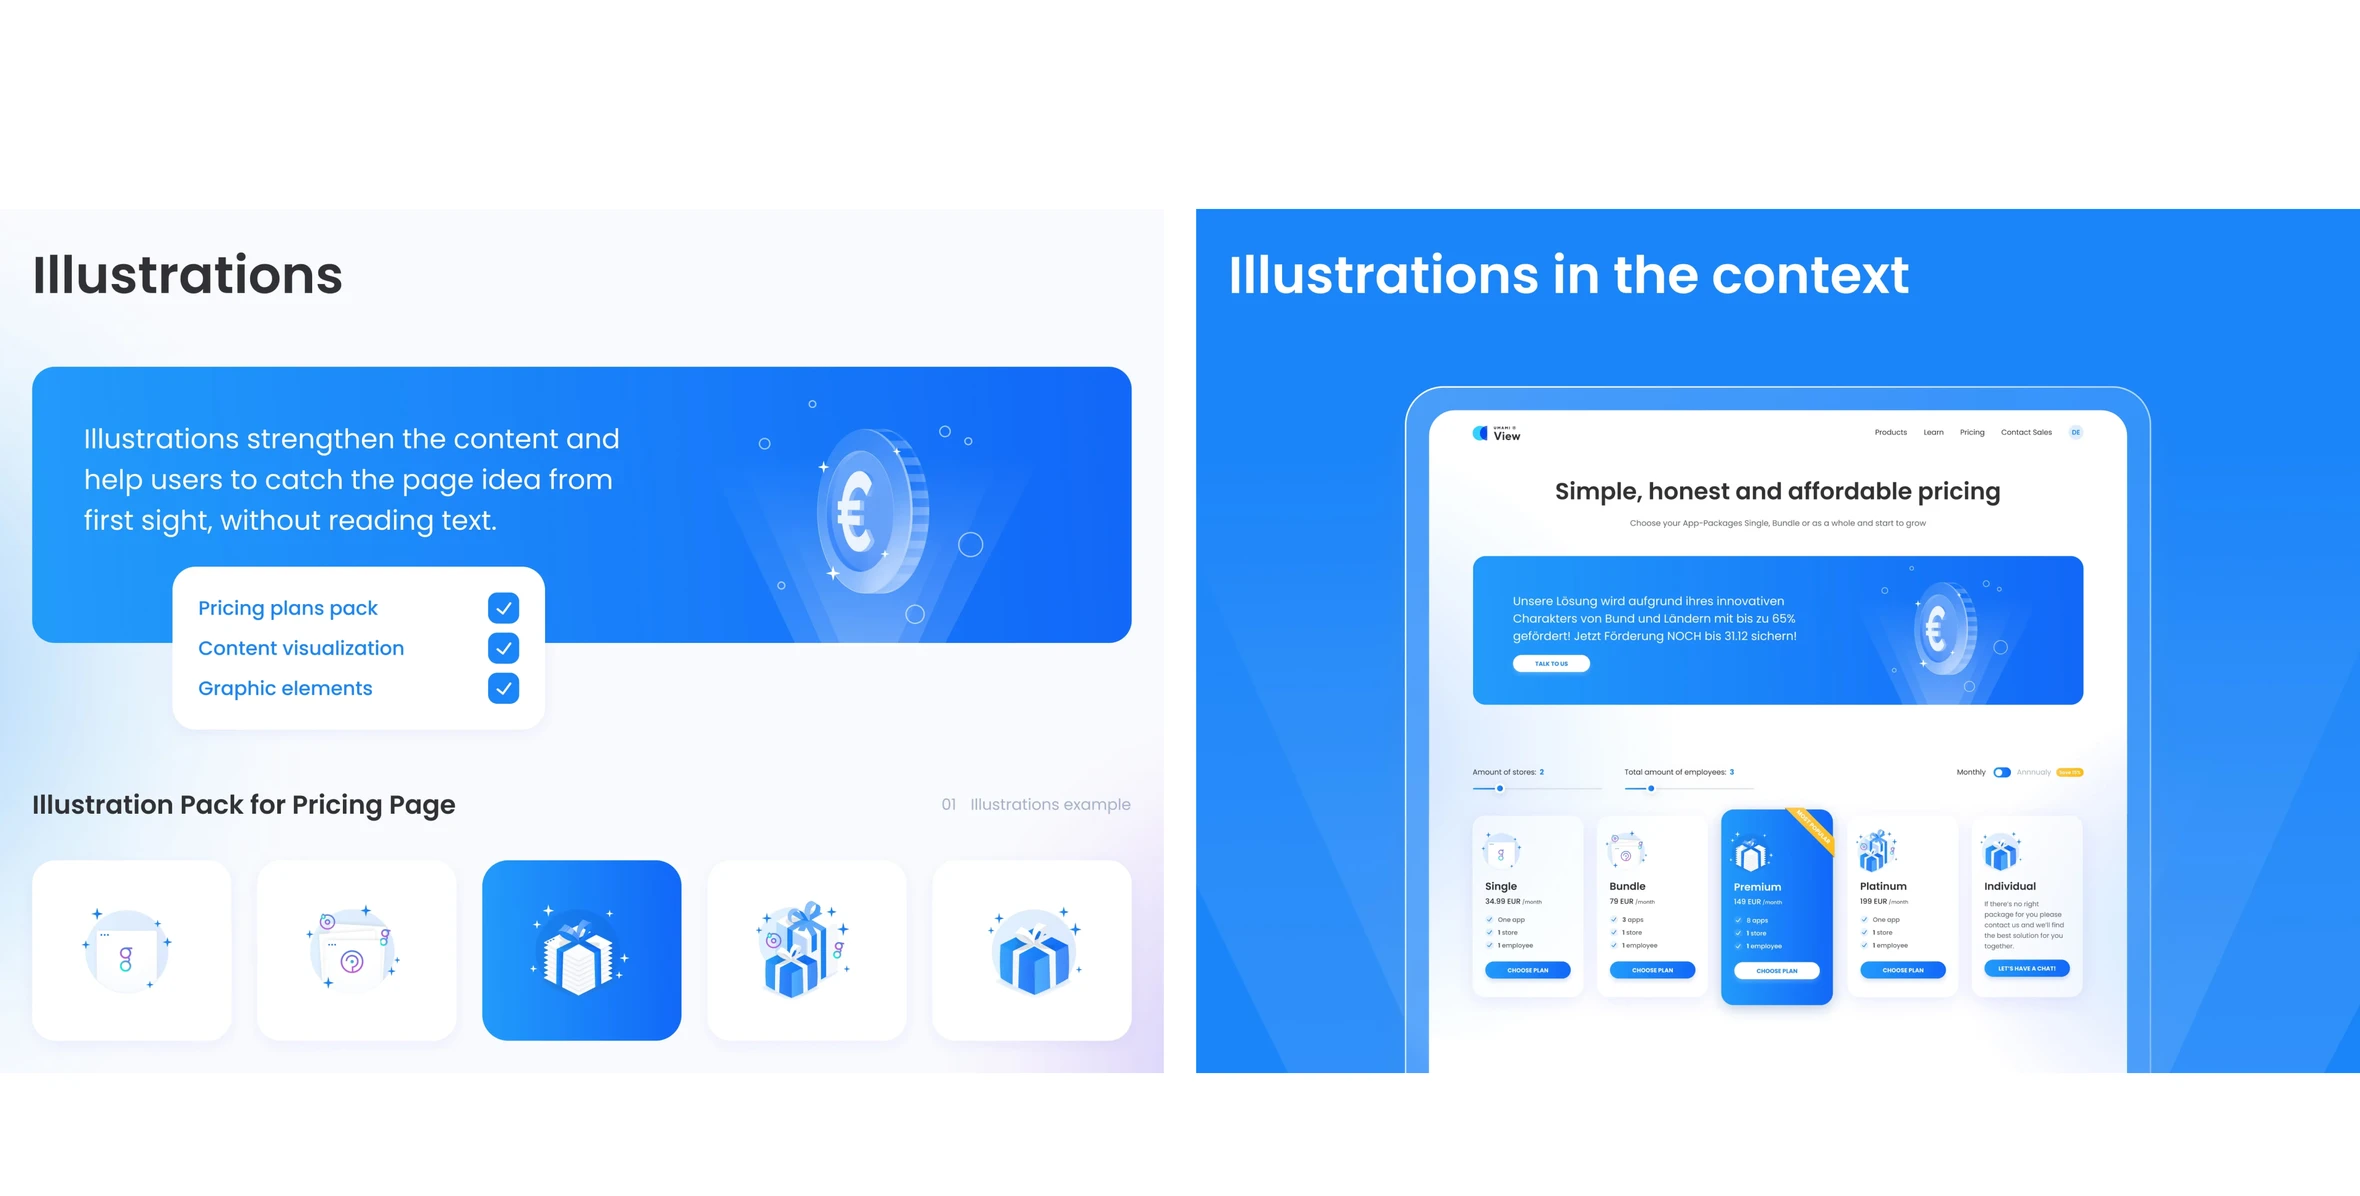 Illustrations
Illustrations strengthen the content and
help users to catch the page idea from
first sight, without reading text.
Pricing plans pack
Content visualization
Graphic elements
Illustration Pack for Pricing Page
01 Illustrations example
Illustrations in the context
UMAMI
View
Products Learn Pricing Contact Sales DE
Simple, honest and affordable pricing
Choose your App-Packages Single, Bundle or as a whole and start to grow
Unsere Lösung wird aufgrund ihres innovativen
Charakters von Bund und Ländern mit bis zu 65%
gefördert! Jetzt Förderung NOCH bis 31.12 sichern!
TALK TO US
Amount of stores: 2
Total amount of employees: 3
Monthly Annnualy
Single
34.99 EUR /month
One app
1 store
1 employee
CHOOSE PLAN
Bundle
79 EUR /month
3 apps
1 store
1 employee
CHOOSE PLAN
MOST POPULAR
Premium
149 EUR /month
8 apps
1 store
1 employee
CHOOSE PLAN
Platinum
199 EUR /month
One app
1 store
1 employee
CHOOSE PLAN
Individual
If there's no right
package for you please
contact us and we'll find
the best solution for you
together.
LET'S HAVE A CHAT!